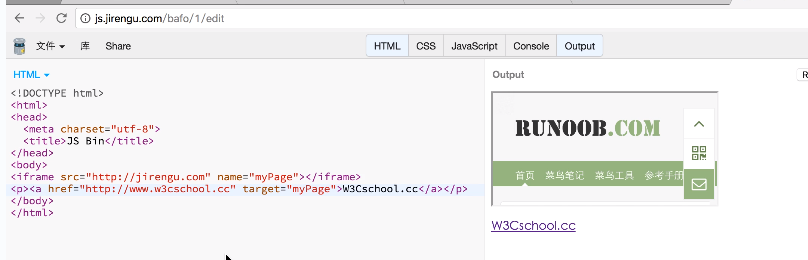 js.jirengu.com/bafo/1/edit
文件 库 Share HTML CSS JavaScript Console Output
HTML
<!DOCTYPE html>
<html>
<head>
<meta charset="utf-8">
<title>JS Bin</title>
</head>
<body>
<iframe src="http://jirengu.com" name="myPage"></iframe>
<p><a href="http://www.w3cschool.cc" target="myPage">W3Cschool.cc</a></p>
</body>
</html>
Output
R
RUNOOB.COM
首页 菜鸟笔记 菜鸟工具 参考手册
W3Cschool.cc